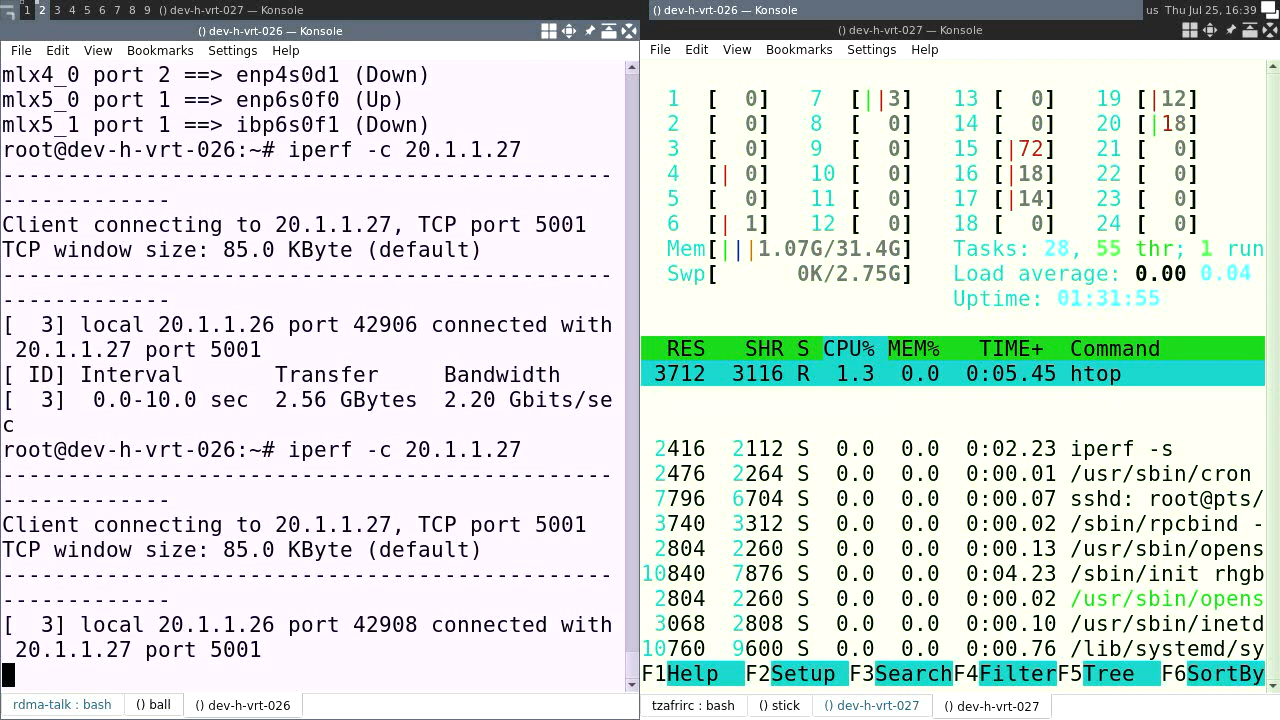 1 2 3 4 5 6 7 8 9 () dev-h-vrt-027 — Konsole
() dev-h-vrt-026 — Konsole
us Thu Jul 25, 16:39
() dev-h-vrt-026 — Konsole
File Edit View Bookmarks Settings Help
mlx4_0 port 2 ==> enp4s0d1 (Down)
mlx5_0 port 1 ==> enp6s0f0 (Up)
mlx5_1 port 1 ==> ibp6s0f1 (Down)
root@dev-h-vrt-026:~# iperf -c 20.1.1.27
-----------------------------------------------
-------------
Client connecting to 20.1.1.27, TCP port 5001
TCP window size: 85.0 KByte (default)
-----------------------------------------------
-------------
[  3] local 20.1.1.26 port 42906 connected with
 20.1.1.27 port 5001
[ ID] Interval       Transfer     Bandwidth
[  3]  0.0-10.0 sec  2.56 GBytes  2.20 Gbits/se
c
root@dev-h-vrt-026:~# iperf -c 20.1.1.27
-----------------------------------------------
-------------
Client connecting to 20.1.1.27, TCP port 5001
TCP window size: 85.0 KByte (default)
-----------------------------------------------
-------------
[  3] local 20.1.1.26 port 42908 connected with
 20.1.1.27 port 5001
rdma-talk : bash () ball () dev-h-vrt-026
() dev-h-vrt-027 — Konsole
File Edit View Bookmarks Settings Help
1 [ 0] 7 [||3] 13 [ 0] 19 [|12]
2 [ 0] 8 [ 0] 14 [ 0] 20 [|18]
3 [ 0] 9 [ 0] 15 [|72] 21 [ 0]
4 [| 0] 10 [ 0] 16 [|18] 22 [ 0]
5 [ 0] 11 [ 0] 17 [|14] 23 [ 0]
6 [| 1] 12 [ 0] 18 [ 0] 24 [ 0]
Mem[|||1.07G/31.4G] Tasks: 28, 55 thr; 1 run
Swp[ 0K/2.75G] Load average: 0.00 0.04
Uptime: 01:31:55
RES SHR S CPU% MEM% TIME+ Command
3712 3116 R 1.3 0.0 0:05.45 htop
2416 2112 S 0.0 0.0 0:02.23 iperf -s
2476 2264 S 0.0 0.0 0:00.01 /usr/sbin/cron
7796 6704 S 0.0 0.0 0:00.07 sshd: root@pts/
3740 3312 S 0.0 0.0 0:00.02 /sbin/rpcbind -
2804 2260 S 0.0 0.0 0:00.13 /usr/sbin/opens
10840 7876 S 0.0 0.0 0:04.23 /sbin/init rhgb
2804 2260 S 0.0 0.0 0:00.02 /usr/sbin/opens
3068 2808 S 0.0 0.0 0:00.10 /usr/sbin/inetd
10760 9600 S 0.0 0.0 0:00.76 /lib/systemd/sy
F1Help F2Setup F3SearchF4FilterF5Tree F6SortBy
tzafrirc : bash () stick () dev-h-vrt-027 () dev-h-vrt-027